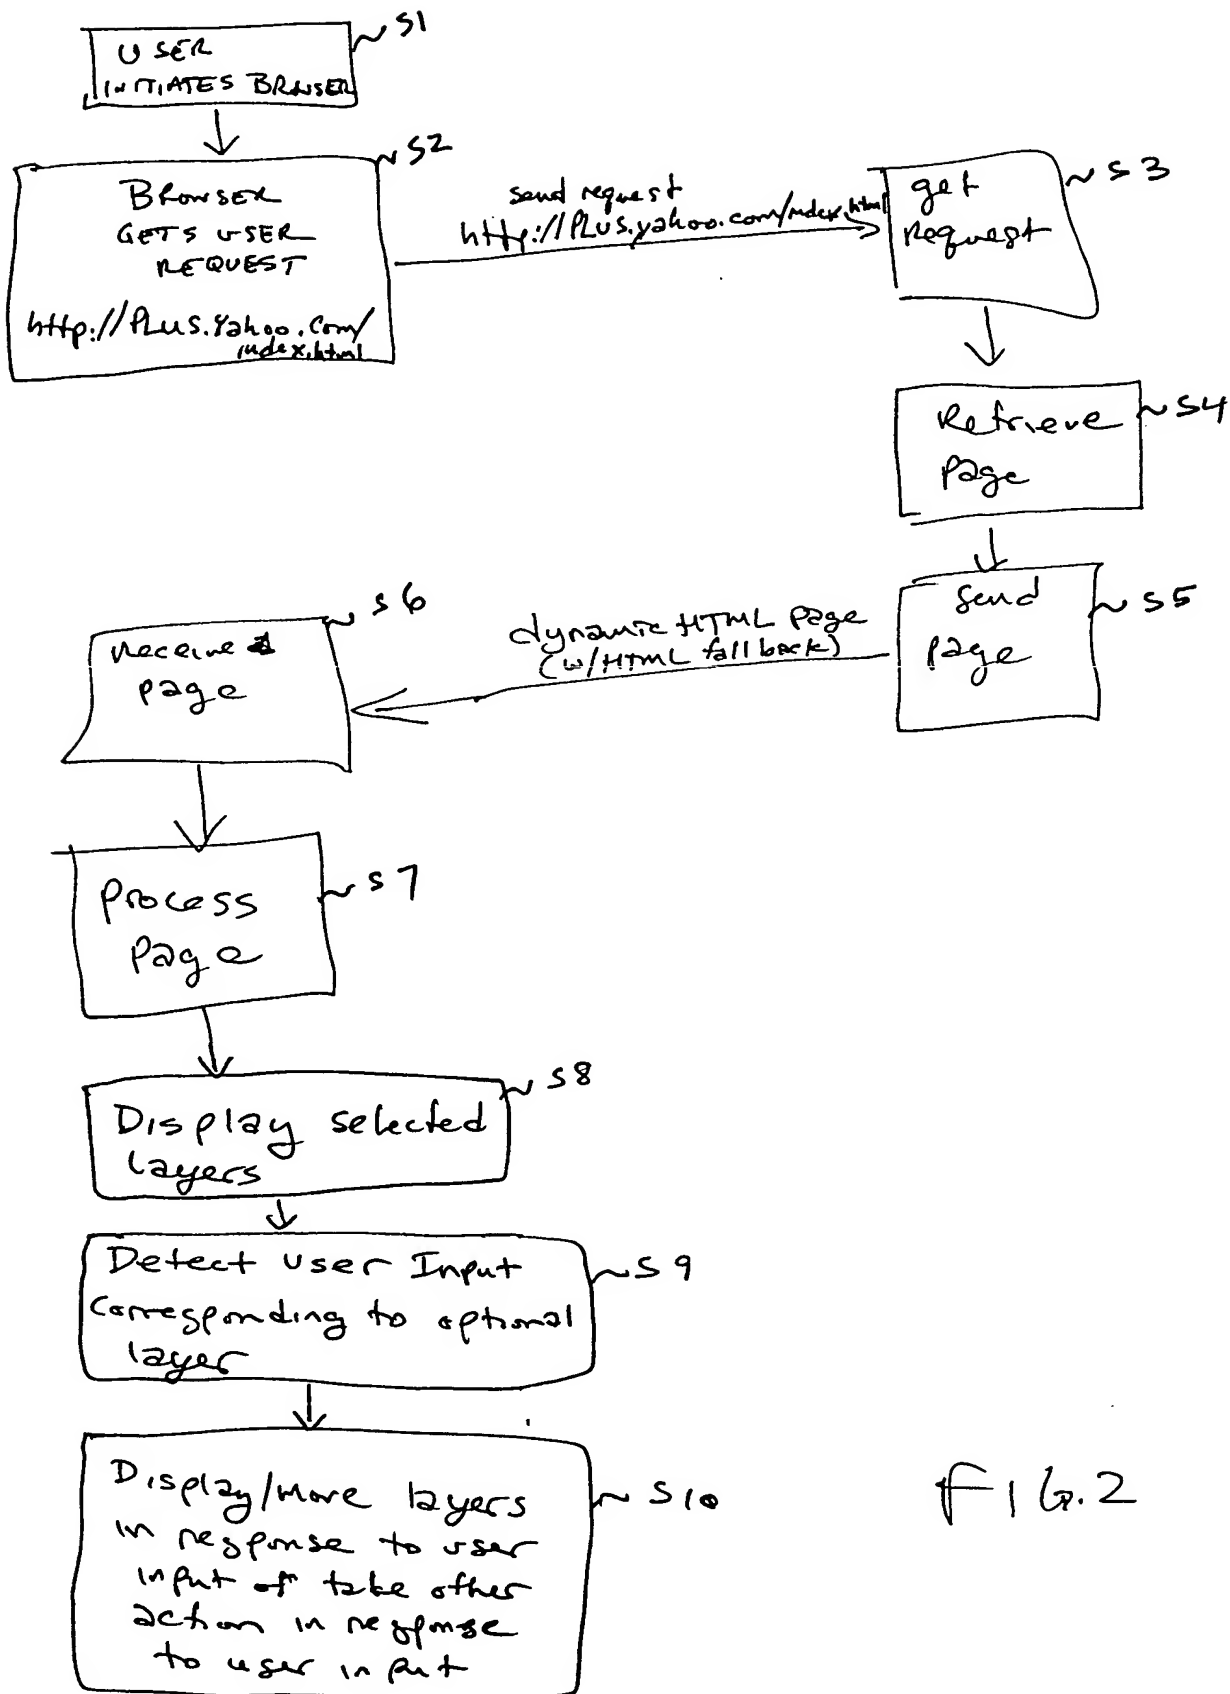 USER
INITIATES BROWSER
S1
BROWSER
GETS USER
REQUEST
http://PLUS.Yahoo.Com/
index.html
S2
send request
http://PLUS.yahoo.com/index.html
get
request
S3
Retrieve
page
S4
Send
page
S5
dynamic HTML page
(w/HTML fall back)
receive
page
S6
Process
Page
S7
Display selected
layers
S8
Detect user Input
corresponding to optional
layer
S9
Display/move layers
in response to user
input or take other
action in response
to user input
S10
FIG.2